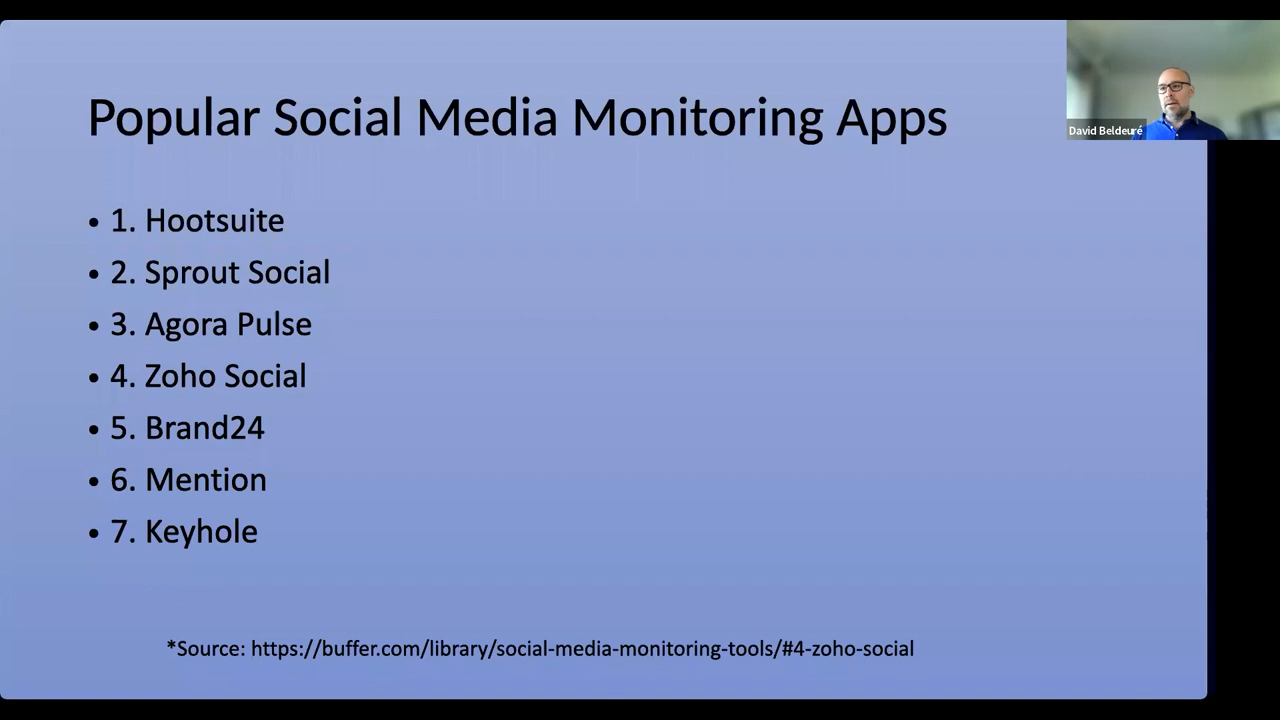 Popular Social Media Monitoring Apps
David Beldeuré
• 1. Hootsuite
• 2. Sprout Social
• 3. Agora Pulse
• 4. Zoho Social
• 5. Brand24
• 6. Mention
• 7. Keyhole
*Source: https://buffer.com/library/social-media-monitoring-tools/#4-zoho-social